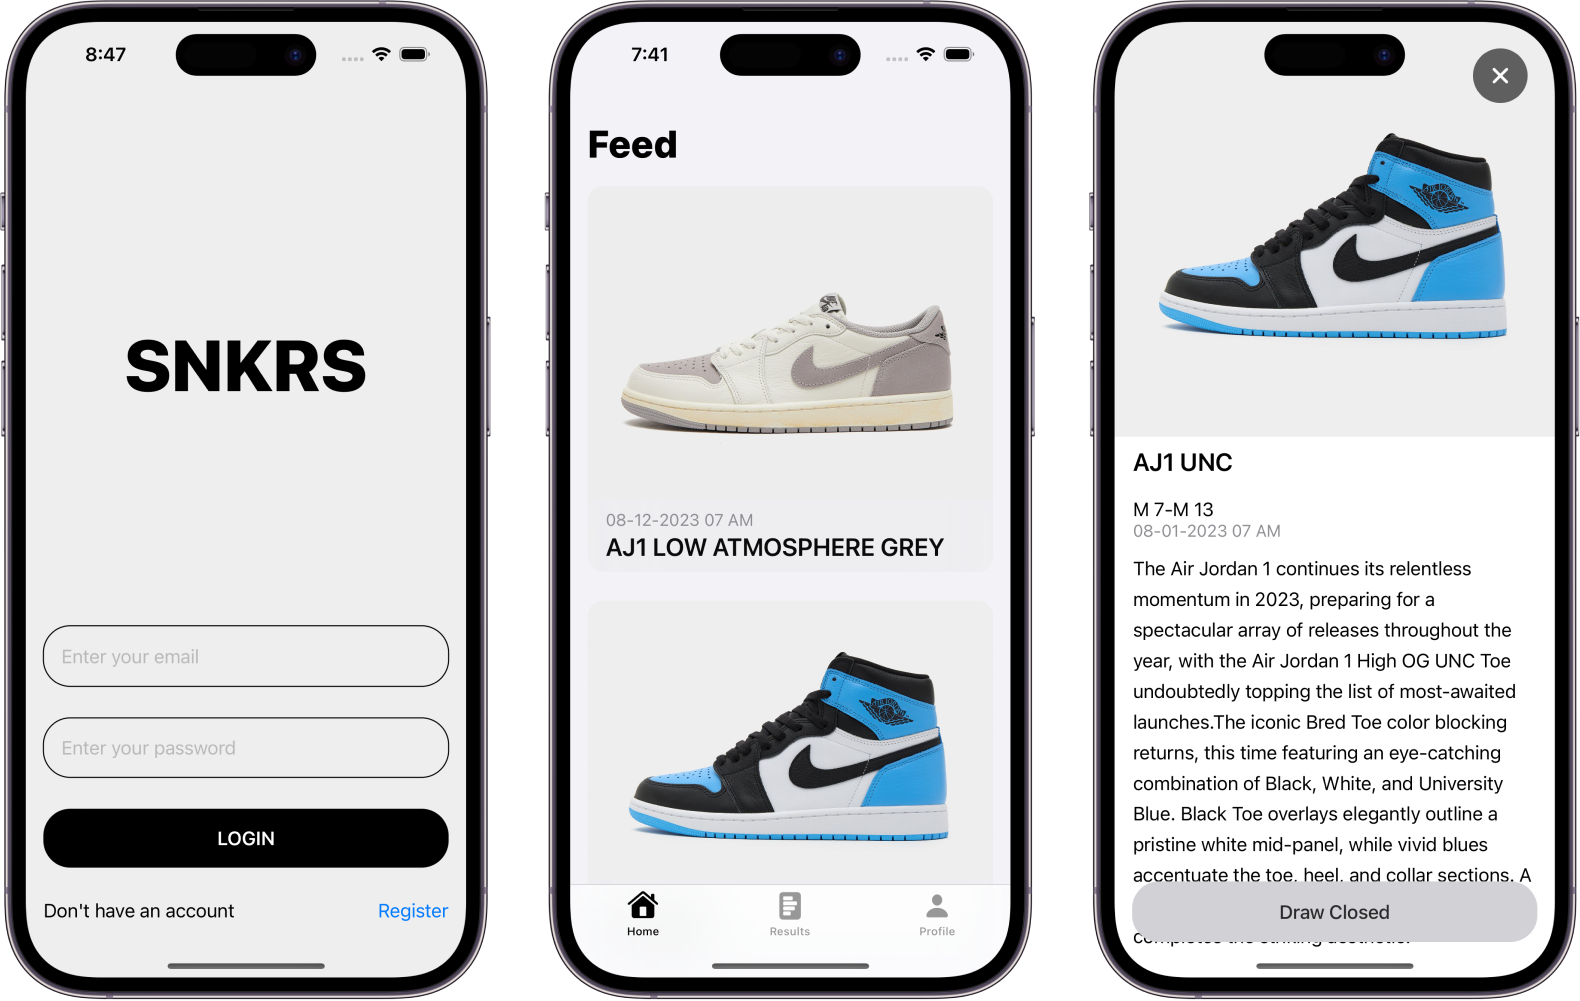 8:47
SNKRS
Enter your email
Enter your password
LOGIN
Don't have an account
Register
7:41
Feed
08-12-2023 07 AM
AJ1 LOW ATMOSPHERE GREY
Home
Results
Profile
AJ1 UNC
M 7-M 13
08-01-2023 07 AM
The Air Jordan 1 continues its relentless
momentum in 2023, preparing for a
spectacular array of releases throughout the
year, with the Air Jordan 1 High OG UNC Toe
undoubtedly topping the list of most-awaited
launches.The iconic Bred Toe color blocking
returns, this time featuring an eye-catching
combination of Black, White, and University
Blue. Black Toe overlays elegantly outline a
pristine white mid-panel, while vivid blues
accentuate the toe, heel, and collar sections. A
Draw Closed
completes the striking aesthetic.